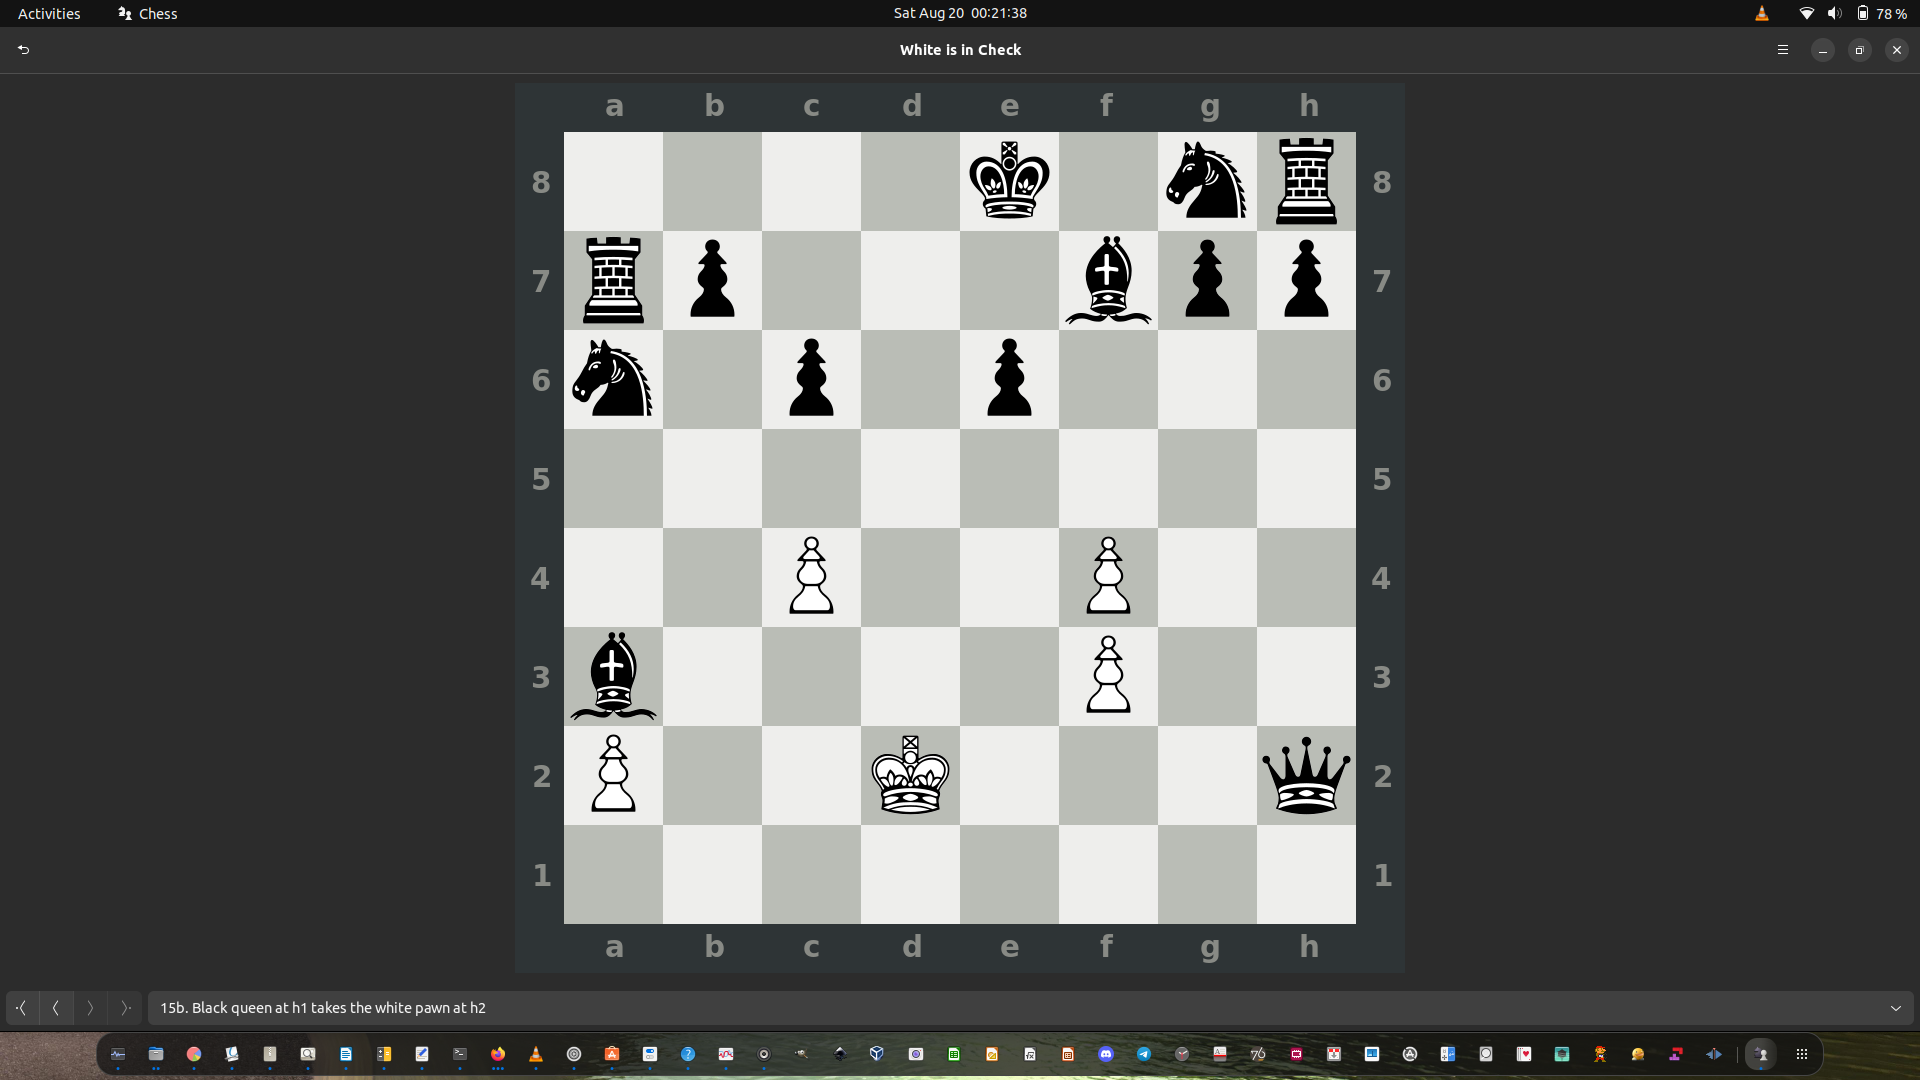 Activities Chess Sat Aug 20 00:21:38 78 %
White is in Check
a b c d e f g h
8 8
7 7
6 6
5 5
4 4
3 3
2 2
1 1
a b c d e f g h
15b. Black queen at h1 takes the white pawn at h2
76